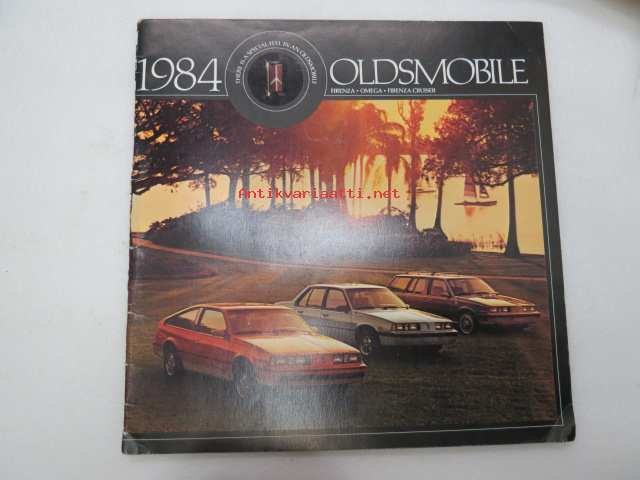 1984
THERE IS A SPECIAL FEEL IN AN OLDSMOBILE
OLDSMOBILE
FIRENZA • OMEGA • FIRENZA CRUISER
Antikvariaatti.net